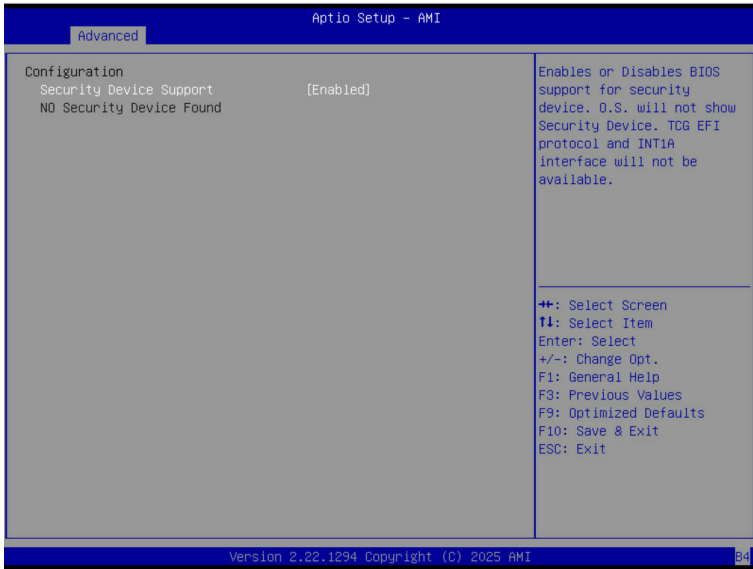 Aptio Setup – AMI
Advanced
Configuration
Security Device Support [Enabled]
NO Security Device Found
Enables or Disables BIOS
support for security
device. O.S. will not show
Security Device. TCG EFI
protocol and INT1A
interface will not be
available.
→←: Select Screen
↑↓: Select Item
Enter: Select
+/-: Change Opt.
F1: General Help
F3: Previous Values
F9: Optimized Defaults
F10: Save & Exit
ESC: Exit
Version 2.22.1294 Copyright (C) 2025 AMI
B4